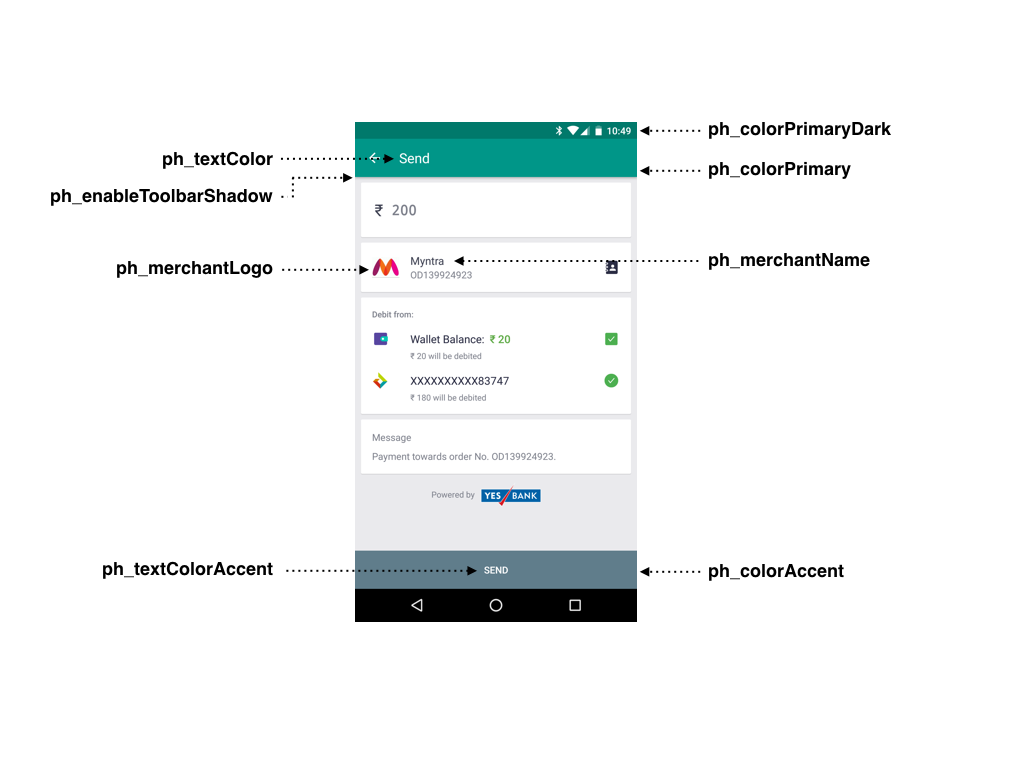 ph_colorPrimaryDark
10:49
ph_textColor
Send
ph_colorPrimary
ph_enableToolbarShadow
₹ 200
ph_merchantLogo
Myntra
OD139924923
ph_merchantName
Debit from:
Wallet Balance: ₹ 20
₹ 20 will be debited
XXXXXXXXXX83747
₹ 180 will be debited
Message
Payment towards order No. OD139924923.
Powered by YES BANK
ph_textColorAccent
SEND
ph_colorAccent